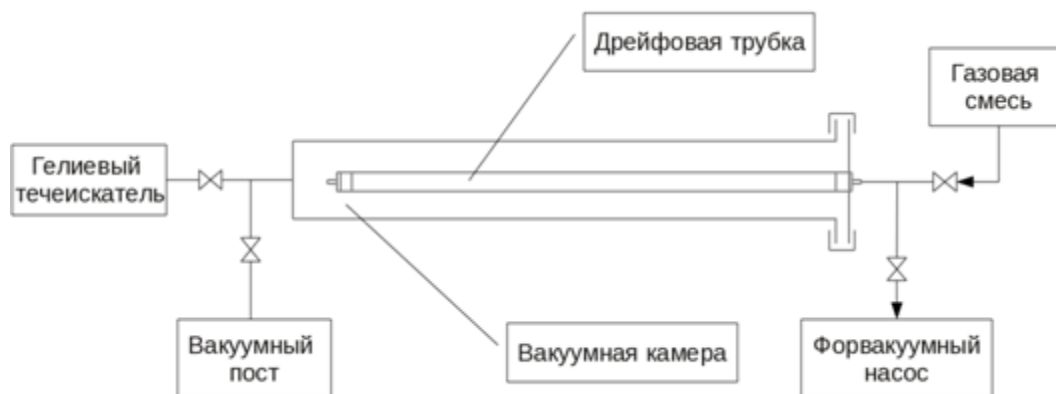 Дрейфовая трубка
Газовая
смесь
Гелиевый
течеискатель
Вакуумный
пост
Вакуумная камера
Форвакуумный
насос